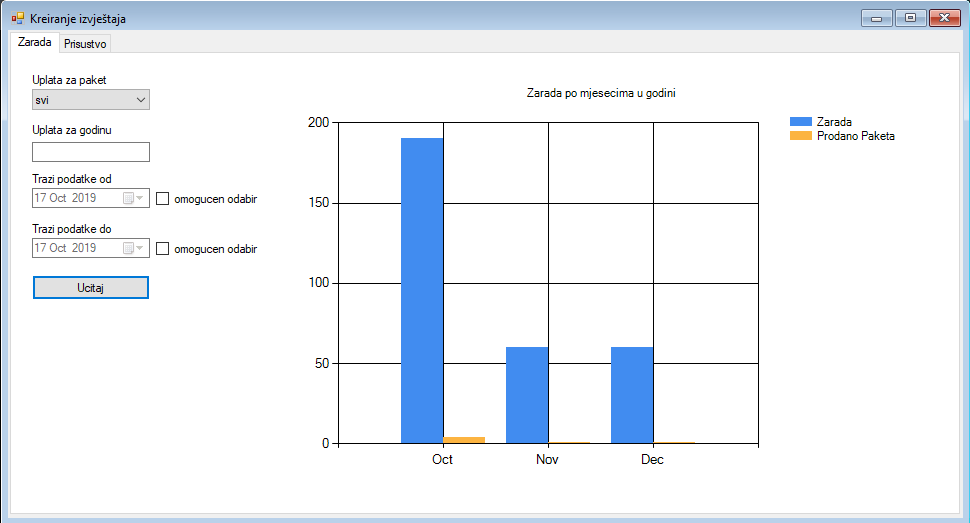 Kreiranje izvještaja
Zarada
Prisustvo
Uplata za paket
svi
Uplata za godinu
Trazi podatke od
17 Oct 2019
omogucen odabir
Trazi podatke do
17 Oct 2019
omogucen odabir
Ucitaj
Zarada po mjesecima u godini
200
150
100
50
0
Oct Nov Dec
Zarada
Prodano Paketa